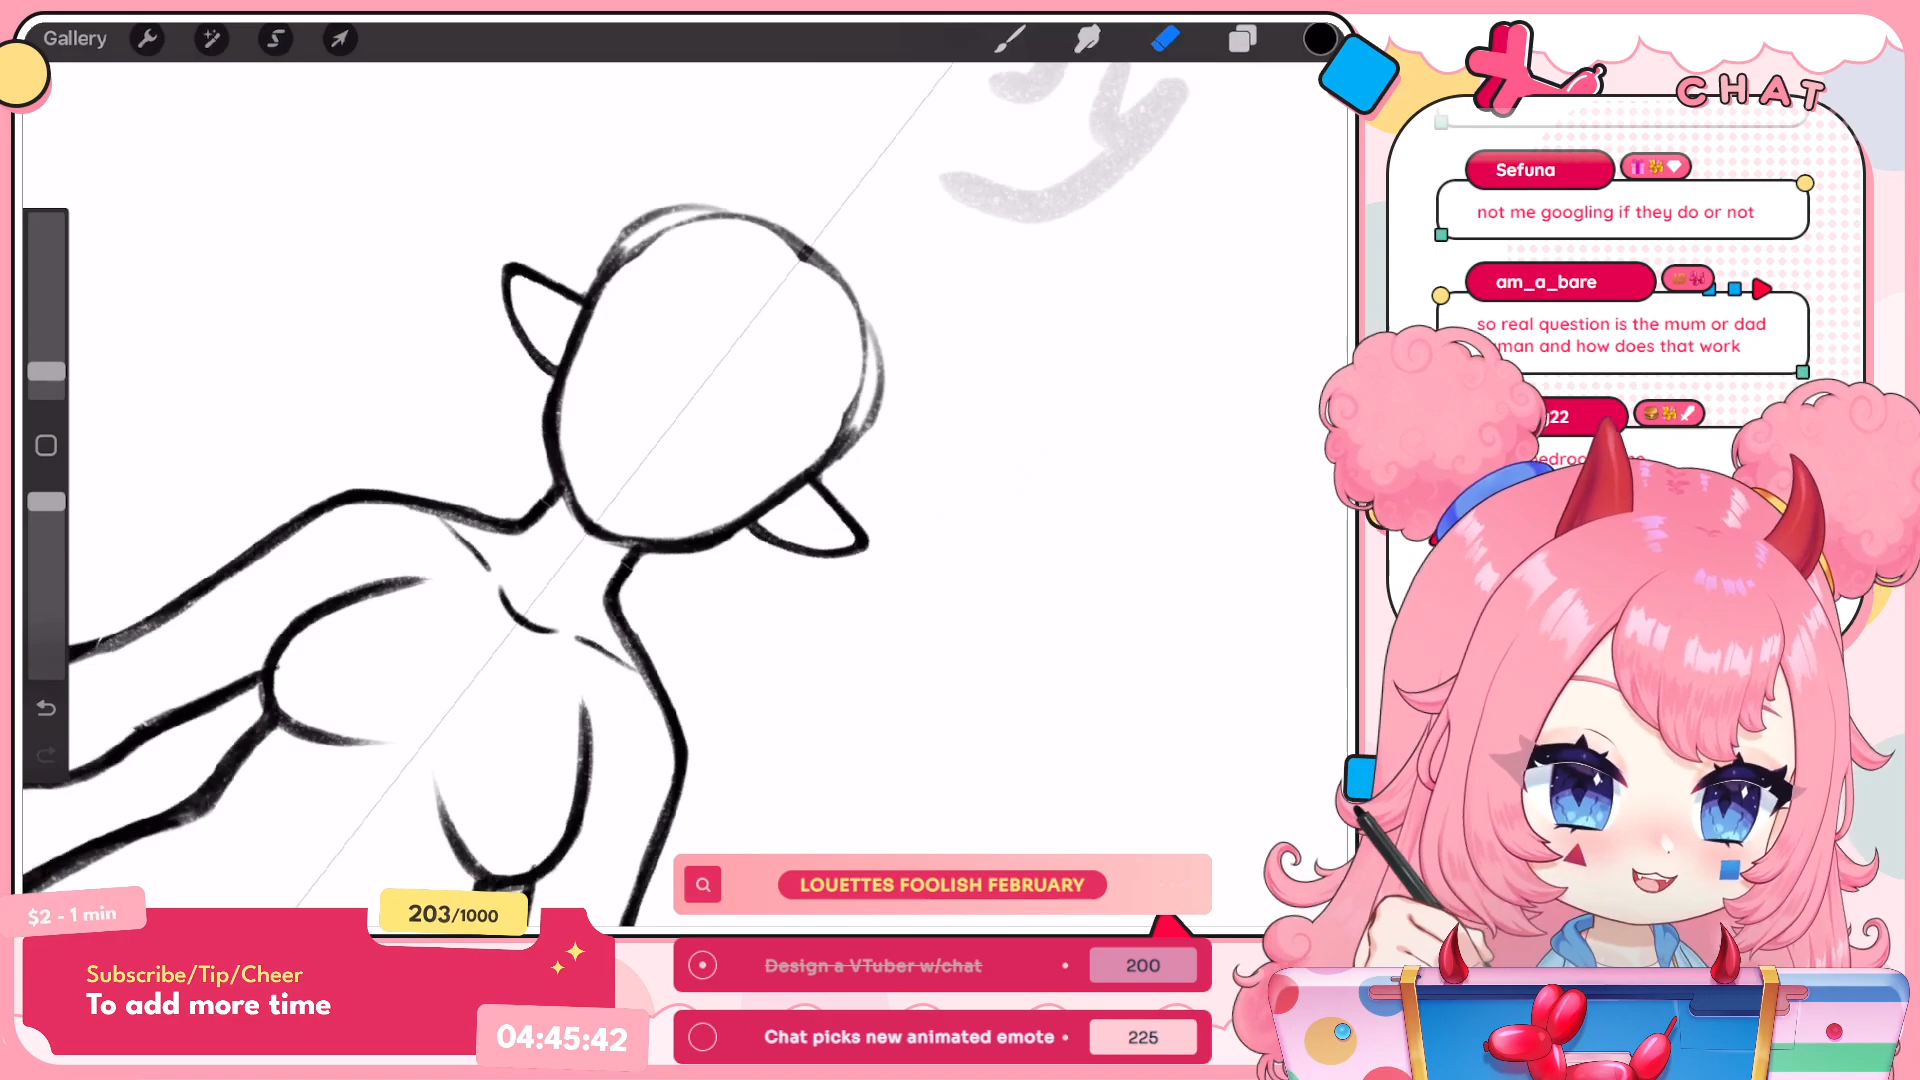 Gallery
CHAT
Sefuna
not me googling if they do or not
am_a_bare
so real question is the mum or dad
man and how does that work
22
$2 - 1 min
203/1000
Subscribe/Tip/Cheer
To add more time
04:45:42
LOUETTES FOOLISH FEBRUARY
Design a VTuber w/chat • 200
Chat picks new animated emote • 225